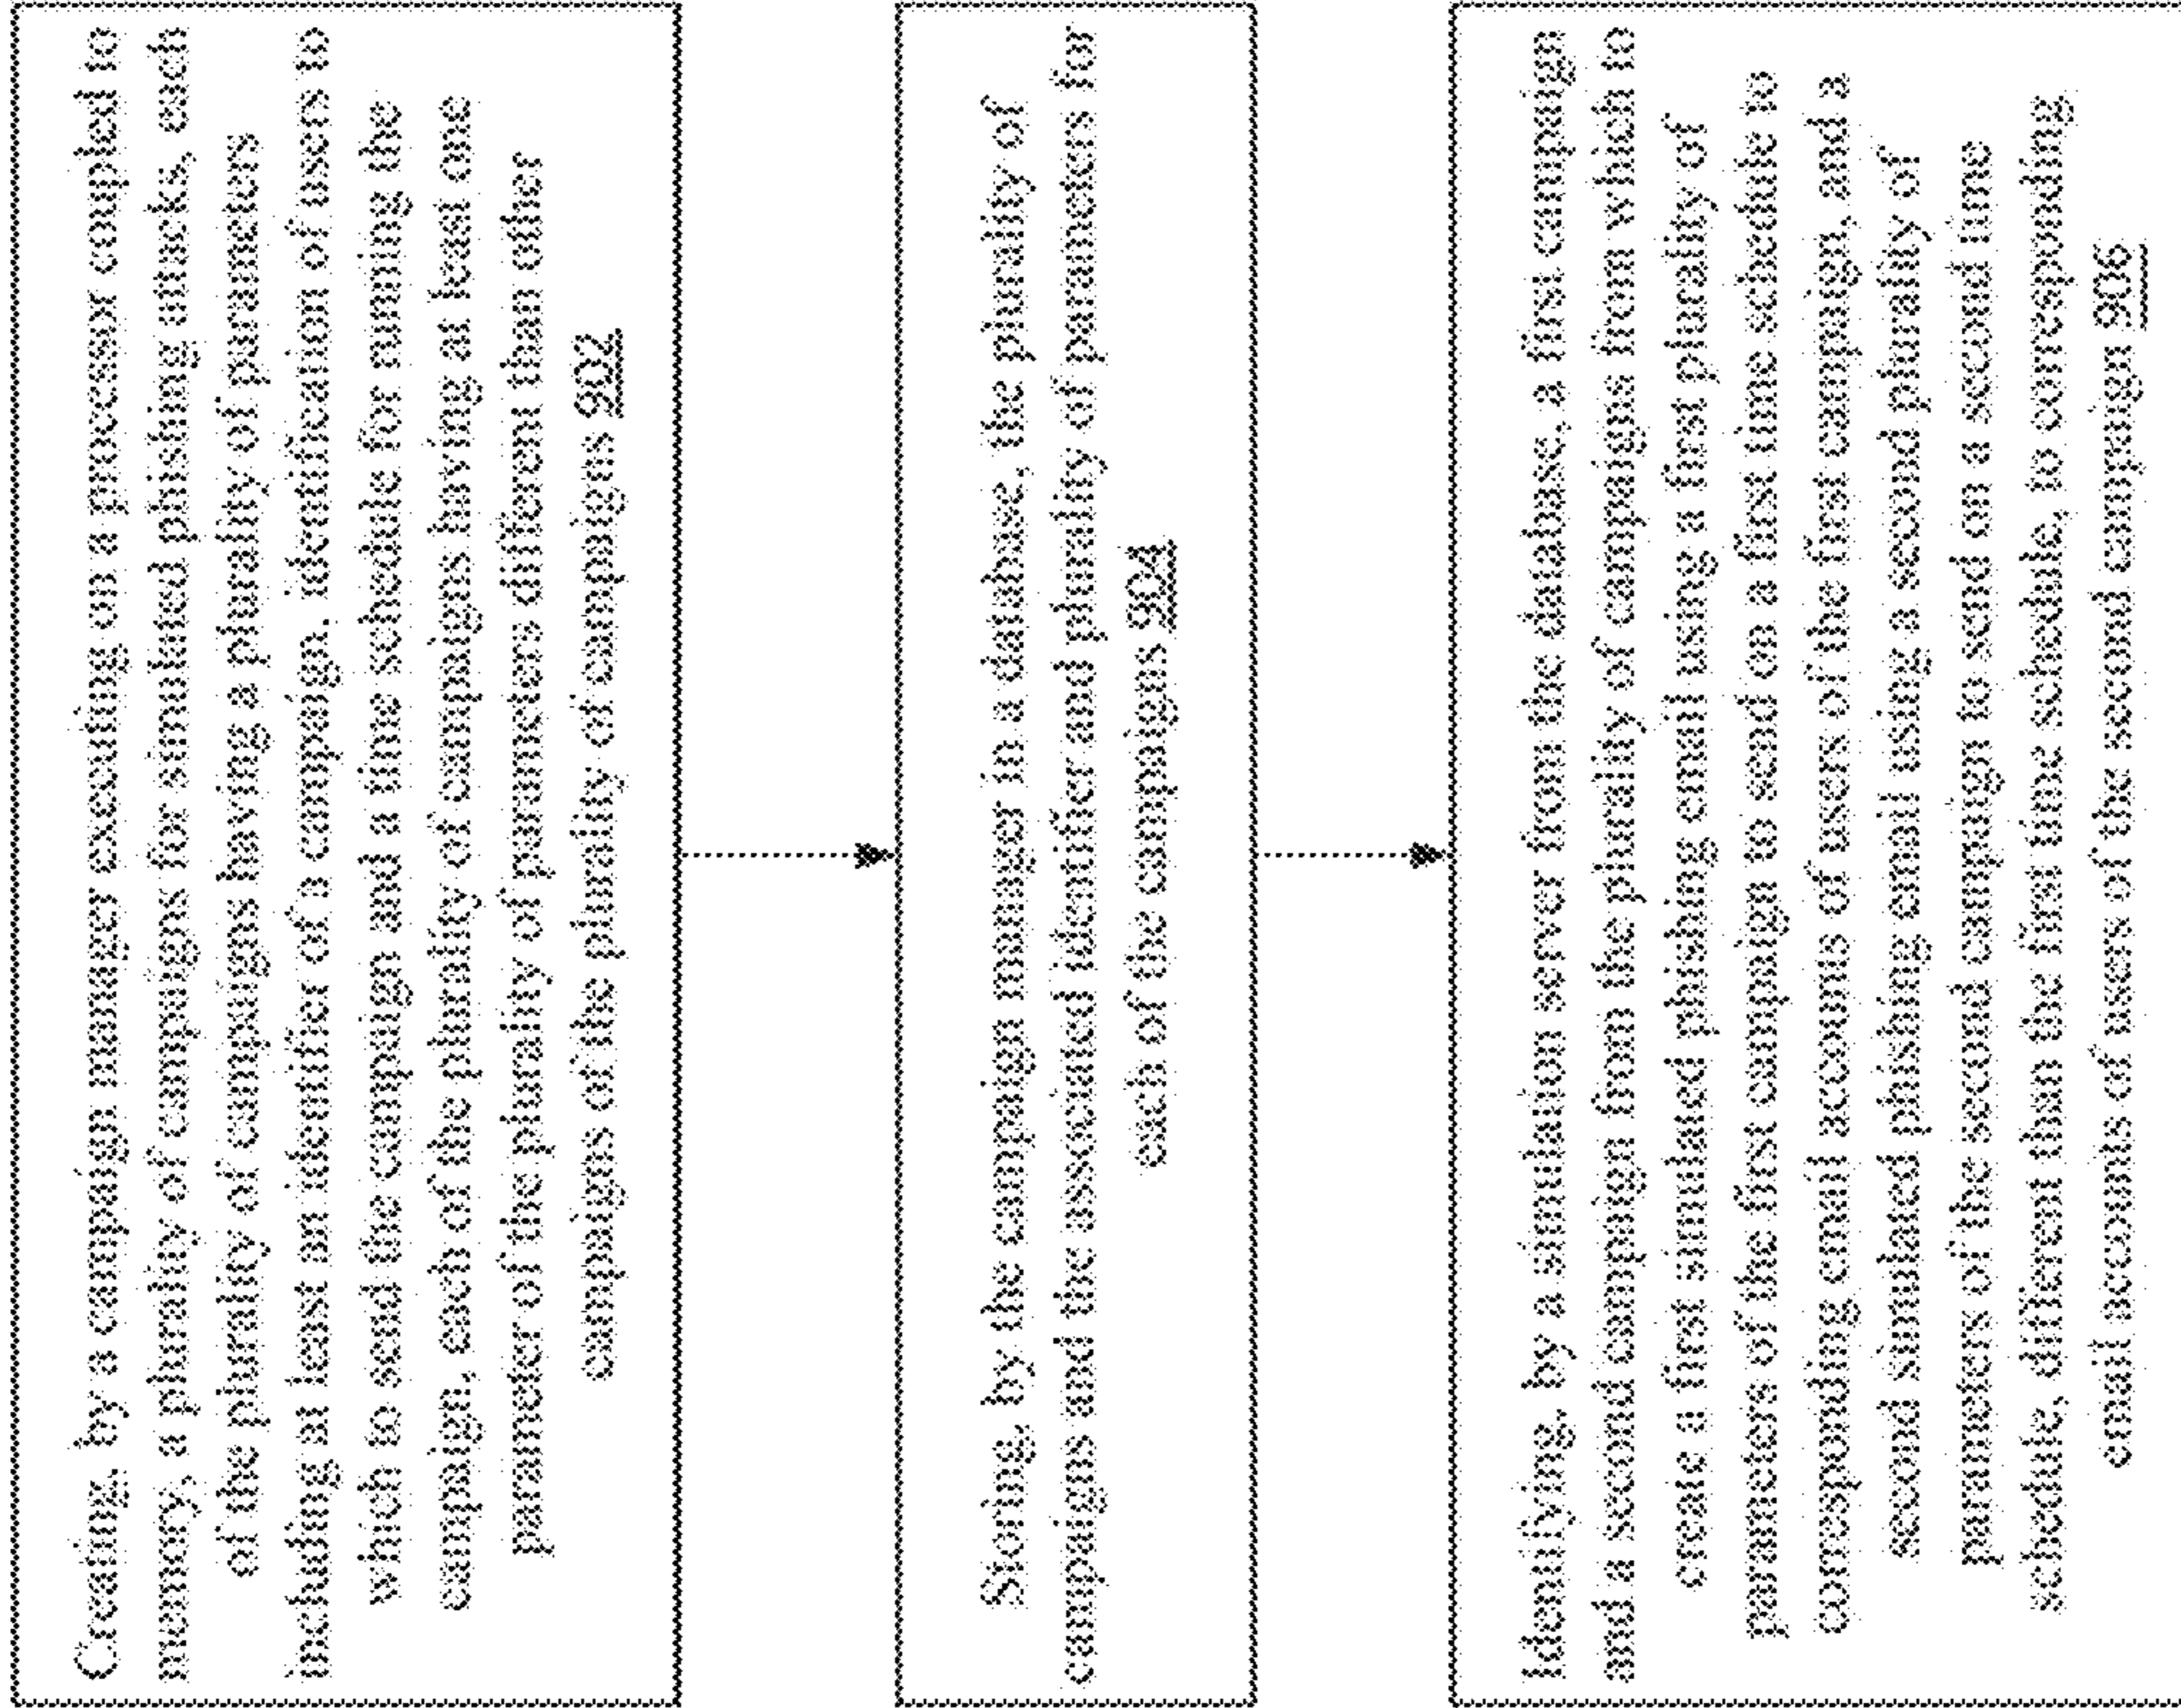 Creating, by a campaign manager executing on a processor coupled to
memory, a plurality of campaigns for simulated phishing attacks, each
of the plurality of campaigns having a plurality of parameters
including at least an identifier of a campaign, identification of users to
which to send the campaign and a time schedule for running the
campaign, each of the plurality of campaigns having at least one
parameter of the plurality of parameters different than other
campaigns of the plurality of campaigns 902
Storing, by the campaign manager in a database, the plurality of
campaigns and the associated identifier and plurality of parameters for
each of the campaigns 904
Identifying, by a simulation server from the database, a first campaign
and a second campaign from the plurality of campaigns from which to
create a first simulated phishing email using a first plurality of
parameters of the first campaign to send on a first time schedule to
corresponding email accounts of users of the first campaign, and a
second simulated phishing email using a second plurality of
parameters of the second campaign to send on a second time
schedule, different than the first time schedule, to corresponding
email accounts of users of the second campaign 906